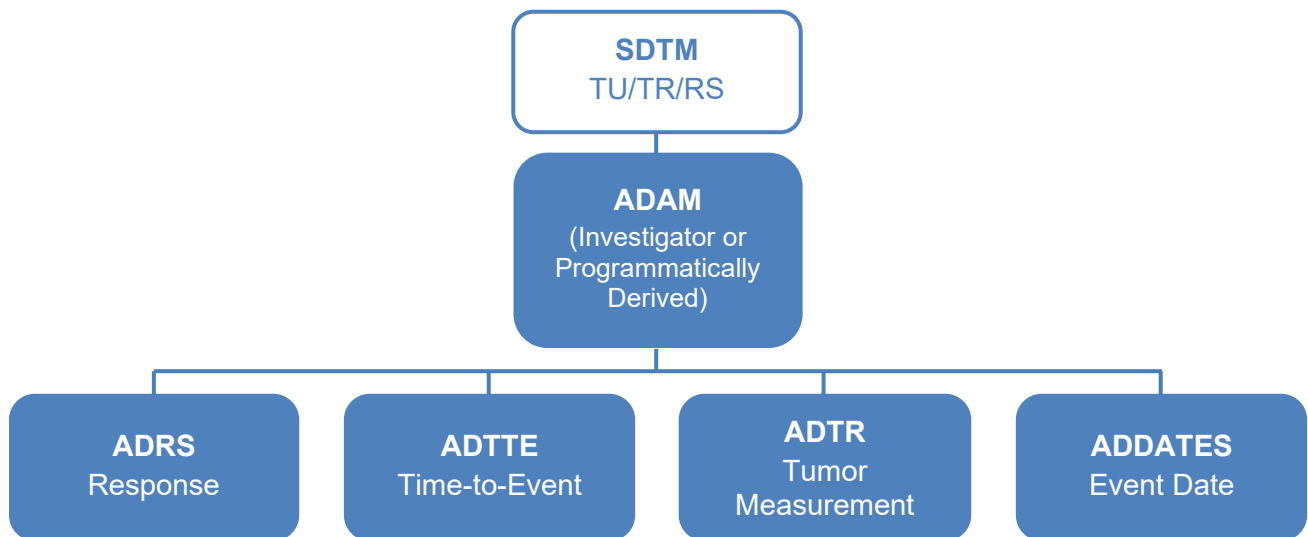 SDTM
TU/TR/RS
ADAM
(Investigator or
Programmatically
Derived)
ADRS
Response
ADTTE
Time-to-Event
ADTR
Tumor
Measurement
ADDATES
Event Date